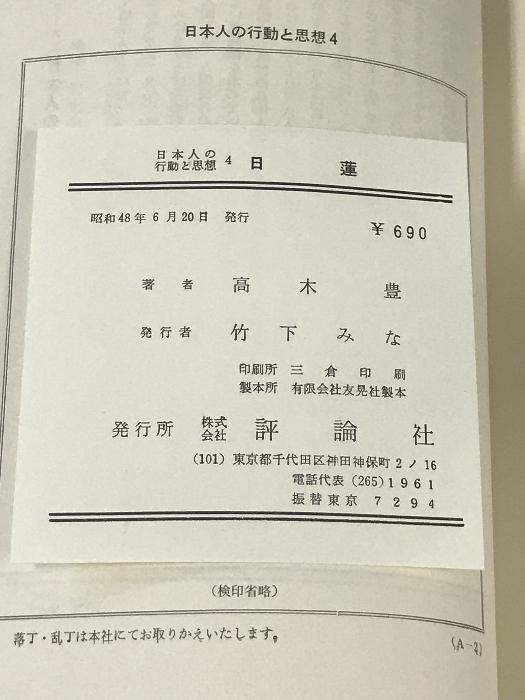 日本人の行動と思想4
日本人の行動と思想 4 日蓮
昭和48年6月20日 発行
¥690
著者 高木豊
発行者 竹下みな
印刷所 三倉印刷
製本所 有限会社友晃社製本
発行所 株式会社 評論社
(101) 東京都千代田区神田神保町2ノ16
電話代表 (265) 1961
振替東京 7294
(検印省略)
落丁・乱丁は本社にてお取りかえいたします。